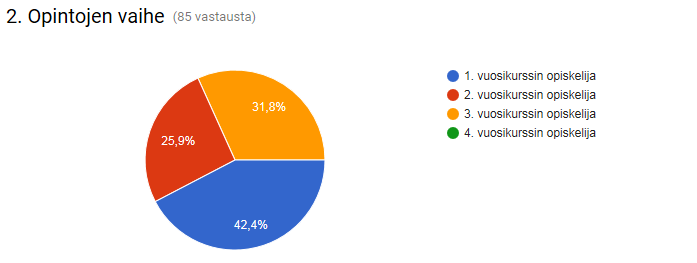 2. Opintojen vaihe (85 vastausta)
1. vuosikurssin opiskelija
2. vuosikurssin opiskelija
3. vuosikurssin opiskelija
4. vuosikurssin opiskelija
31,8%
25,9%
42,4%